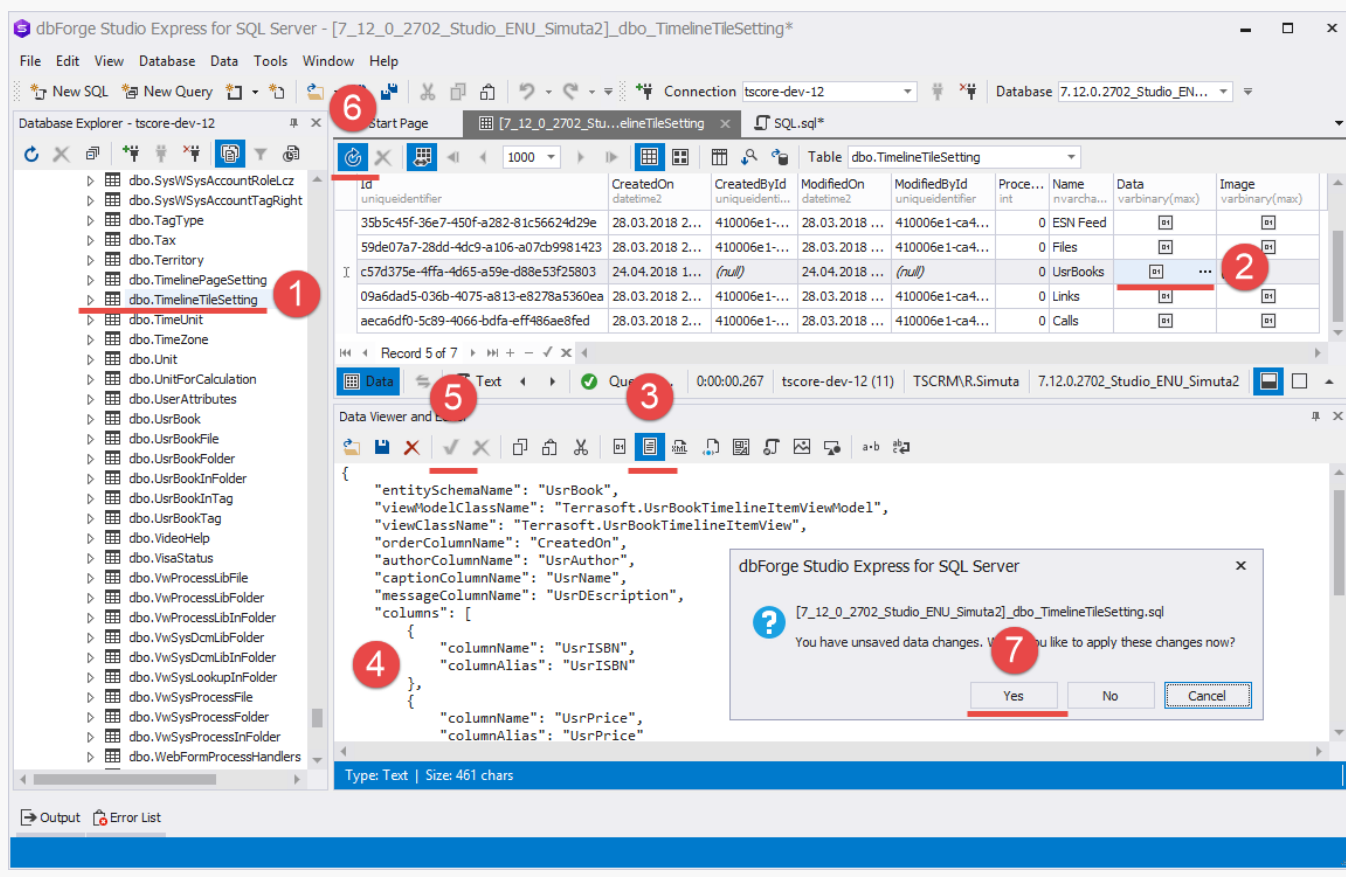 dbForge Studio Express for SQL Server - [7_12_0_2702_Studio_ENU_Simuta2]_dbo_TimelineTileSetting*
File Edit View Database Data Tools Window Help
New SQL New Query Connection tscore-dev-12 Database 7.12.0.2702_Studio_EN...
Database Explorer - tscore-dev-12
6
Start Page [7_12_0_2702_Stu...elineTileSetting SQL.sql*
1000 Table dbo.TimelineTileSetting
dbo.SysWSysAccountRoleLcz
dbo.SysWSysAccountTagRight
dbo.TagType
dbo.Tax
dbo.Territory
dbo.TimelinePageSetting
dbo.TimelineTileSetting
1
dbo.TimeUnit
dbo.TimeZone
dbo.Unit
dbo.UnitForCalculation
dbo.UserAttributes
dbo.UsrBook
dbo.UsrBookFile
dbo.UsrBookFolder
dbo.UsrBookInFolder
dbo.UsrBookInTag
dbo.UsrBookTag
dbo.VideoHelp
dbo.VisaStatus
dbo.VwProcessLibFile
dbo.VwProcessLibFolder
dbo.VwProcessLibInFolder
dbo.VwSysDcmLibFolder
dbo.VwSysDcmLibInFolder
dbo.VwSysLookupInFolder
dbo.VwSysProcessFile
dbo.VwSysProcessFolder
dbo.VwSysProcessInFolder
dbo.WebFormProcessHandlers
Id CreatedOn CreatedById ModifiedOn ModifiedById Proce... Name Data Image
uniqueidentifier datetime2 uniqueidenti... datetime2 uniqueidentifier int nvarcha... varbinary(max) varbinary(max)
35b5c45f-36e7-450f-a282-81c56624d29e 28.03.2018 2... 410006e1-... 28.03.2018 ... 410006e1-ca4... 0 ESN Feed
59de07a7-28dd-4dc9-a106-a07cb9981423 28.03.2018 2... 410006e1-... 28.03.2018 ... 410006e1-ca4... 0 Files
c57d375e-4ffa-4d65-a59e-d88e53f25803 24.04.2018 1... (null) 24.04.2018 ... (null) 0 UsrBooks ... 2
09a6dad5-036b-4075-a813-e8278a5360ea 28.03.2018 2... 410006e1-... 28.03.2018 ... 410006e1-ca4... 0 Links
aeca6df0-5c89-4066-bdfa-eff486ae8fed 28.03.2018 2... 410006e1-... 28.03.2018 ... 410006e1-ca4... 0 Calls
Record 5 of 7
Data Text 0:00:00.267 tscore-dev-12 (11) TSCRM\R.Simuta 7.12.0.2702_Studio_ENU_Simuta2
5 3
Data Viewer and
{
"entitySchemaName": "UsrBook",
"viewModelClassName": "Terrasoft.UsrBookTimelineItemViewModel",
"viewClassName": "Terrasoft.UsrBookTimelineItemView",
"orderColumnName": "CreatedOn",
"authorColumnName": "UsrAuthor",
"captionColumnName": "UsrName",
"messageColumnName": "UsrDEscription",
"columns": [
{
"columnName": "UsrISBN",
"columnAlias": "UsrISBN"
},
{
"columnName": "UsrPrice",
"columnAlias": "UsrPrice"
4
dbForge Studio Express for SQL Server
[7_12_0_2702_Studio_ENU_Simuta2]_dbo_TimelineTileSetting.sql
You have unsaved data changes. like to apply these changes now?
7
Yes No Cancel
Type: Text | Size: 461 chars
Output Error List